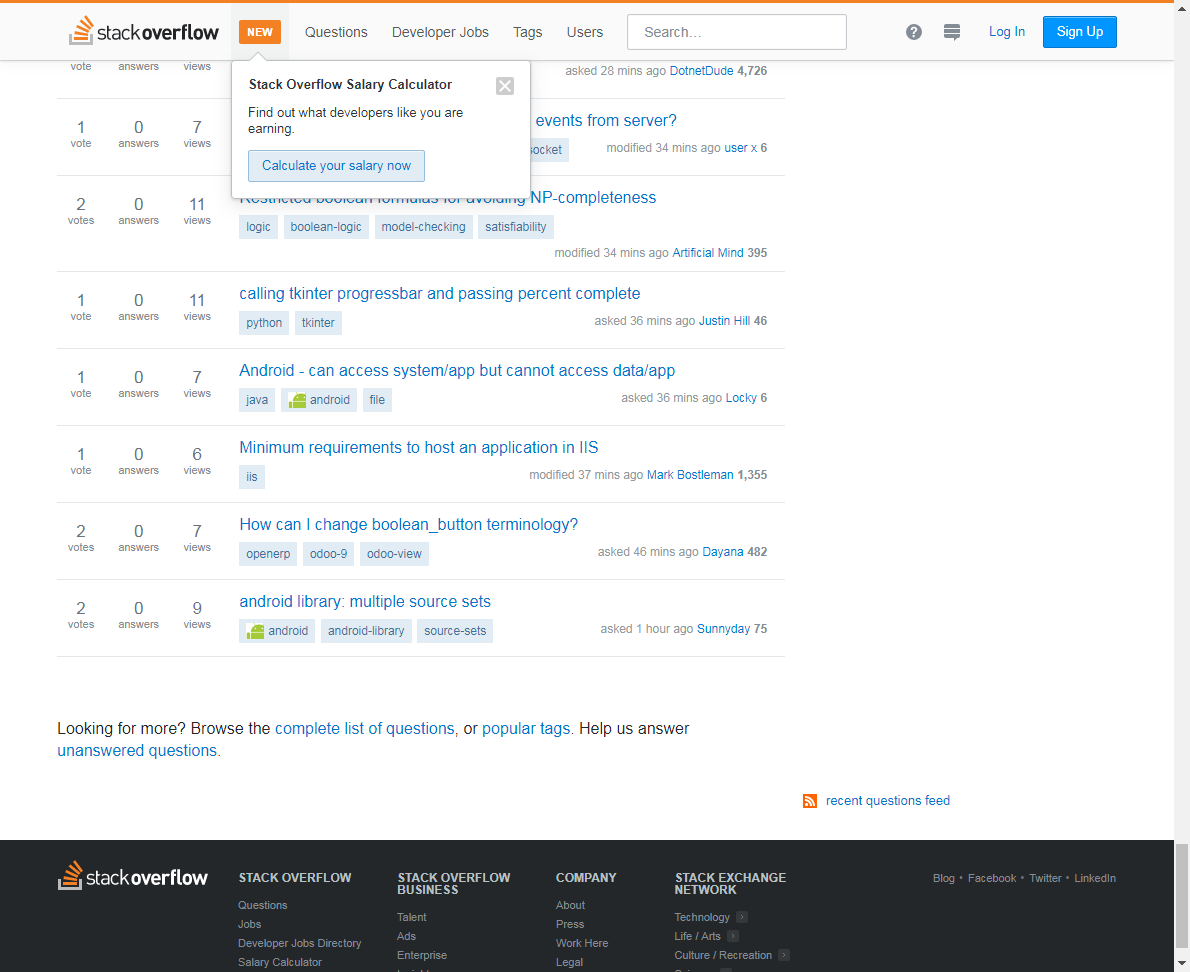 stackoverflow NEW Questions Developer Jobs Tags Users Search… ? Log In Sign Up
vote answers views asked 28 mins ago DotnetDude 4,726
Stack Overflow Salary Calculator
Find out what developers like you are
earning.
Calculate your salary now
1 vote 0 answers 7 views
events from server?
ocket modified 34 mins ago user x 6
2 votes 0 answers 11 views
Restricted boolean formulas for avoiding NP-completeness
logic boolean-logic model-checking satisfiability
modified 34 mins ago Artificial Mind 395
1 vote 0 answers 11 views
calling tkinter progressbar and passing percent complete
python tkinter asked 36 mins ago Justin Hill 46
1 vote 0 answers 7 views
Android - can access system/app but cannot access data/app
java android file asked 36 mins ago Locky 6
1 vote 0 answers 6 views
Minimum requirements to host an application in IIS
iis modified 37 mins ago Mark Bostleman 1,355
2 votes 0 answers 7 views
How can I change boolean_button terminology?
openerp odoo-9 odoo-view asked 46 mins ago Dayana 482
2 votes 0 answers 9 views
android library: multiple source sets
android android-library source-sets asked 1 hour ago Sunnyday 75
Looking for more? Browse the complete list of questions, or popular tags. Help us answer
unanswered questions.
recent questions feed
stackoverflow
STACK OVERFLOW
Questions
Jobs
Developer Jobs Directory
Salary Calculator
STACK OVERFLOW
BUSINESS
Talent
Ads
Enterprise
COMPANY
About
Press
Work Here
Legal
STACK EXCHANGE
NETWORK
Technology
Life / Arts
Culture / Recreation
Blog • Facebook • Twitter • LinkedIn